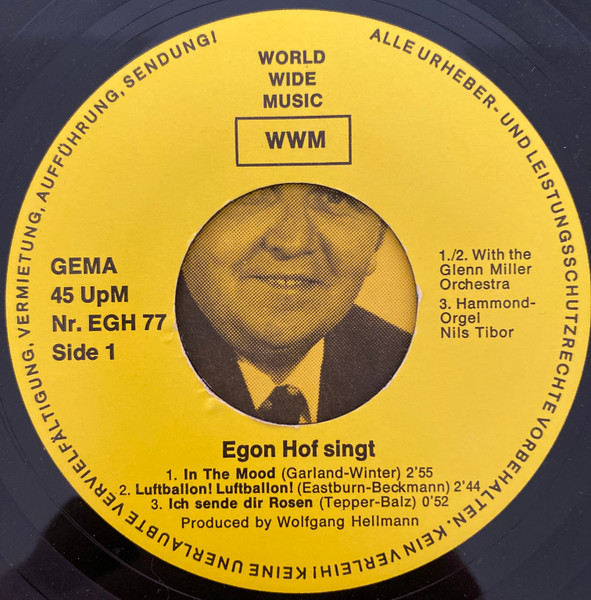 ALLE URHEBER- UND LEISTUNGSSCHUTZRECHTE VORBEHALTEN. KEIN VERLEIH! KEINE UNERLAUBTE VERVIELFÄLTIGUNG, VERMIETUNG, AUFFÜHRUNG, SENDUNG!
WORLD
WIDE
MUSIC
WWM
GEMA
45 UpM
Nr. EGH 77
Side 1
1./2. With the
Glenn Miller
Orchestra
3. Hammond-
Orgel
Nils Tibor
Egon Hof singt
1. In The Mood (Garland-Winter) 2'55
2. Luftballon! Luftballon! (Eastburn-Beckmann) 2'44
3. Ich sende dir Rosen (Tepper-Balz) 0'52
Produced by Wolfgang Hellmann